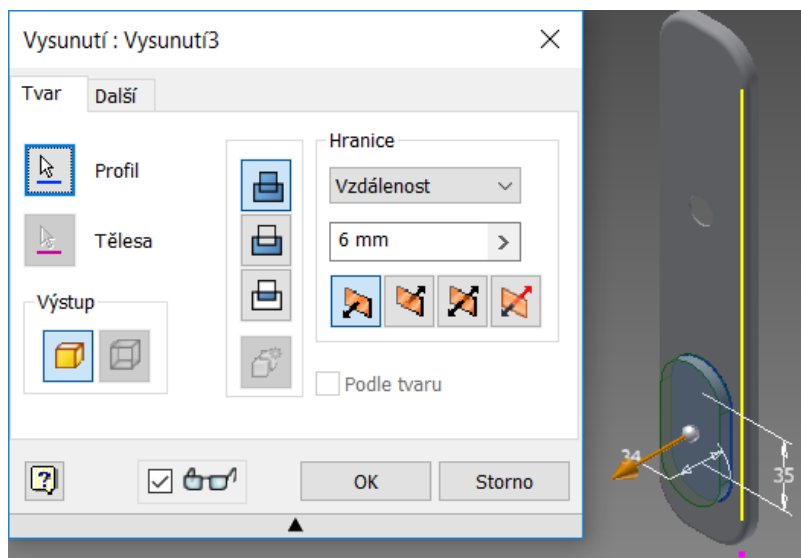 Vysunutí : Vysunutí3
Tvar
Další
Profil
Tělesa
Výstup
Hranice
Vzdálenost
6 mm
Podle tvaru
OK
Storno
34
35